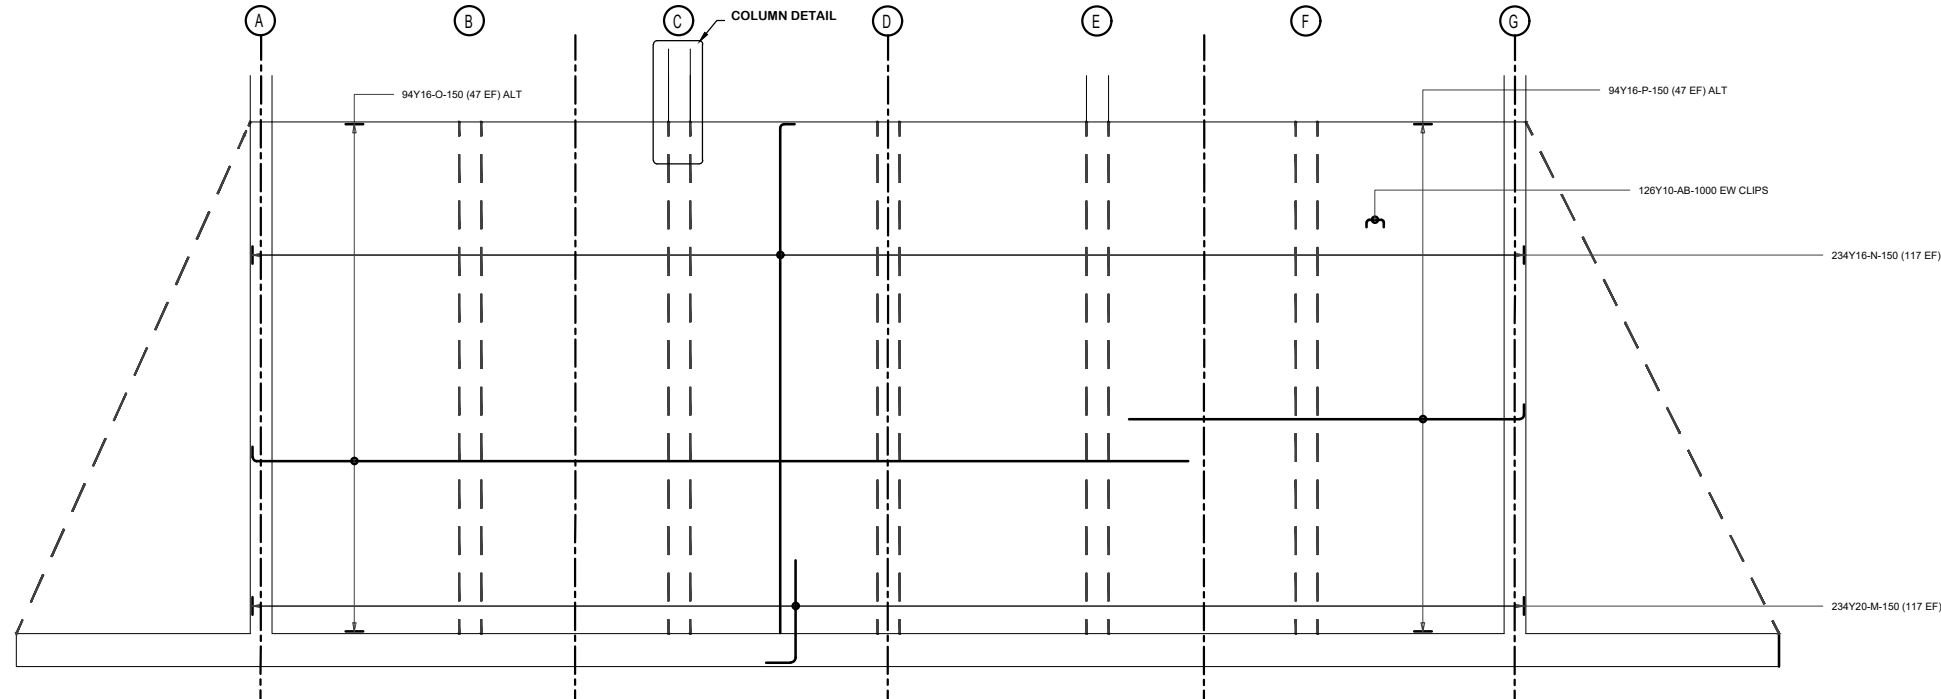 A
B
C
COLUMN DETAIL
D
E
F
G
94Y16-O-150 (47 EF) ALT
94Y16-P-150 (47 EF) ALT
126Y10-AB-1000 EW CLIPS
234Y16-N-150 (117 EF)
234Y20-M-150 (117 EF)